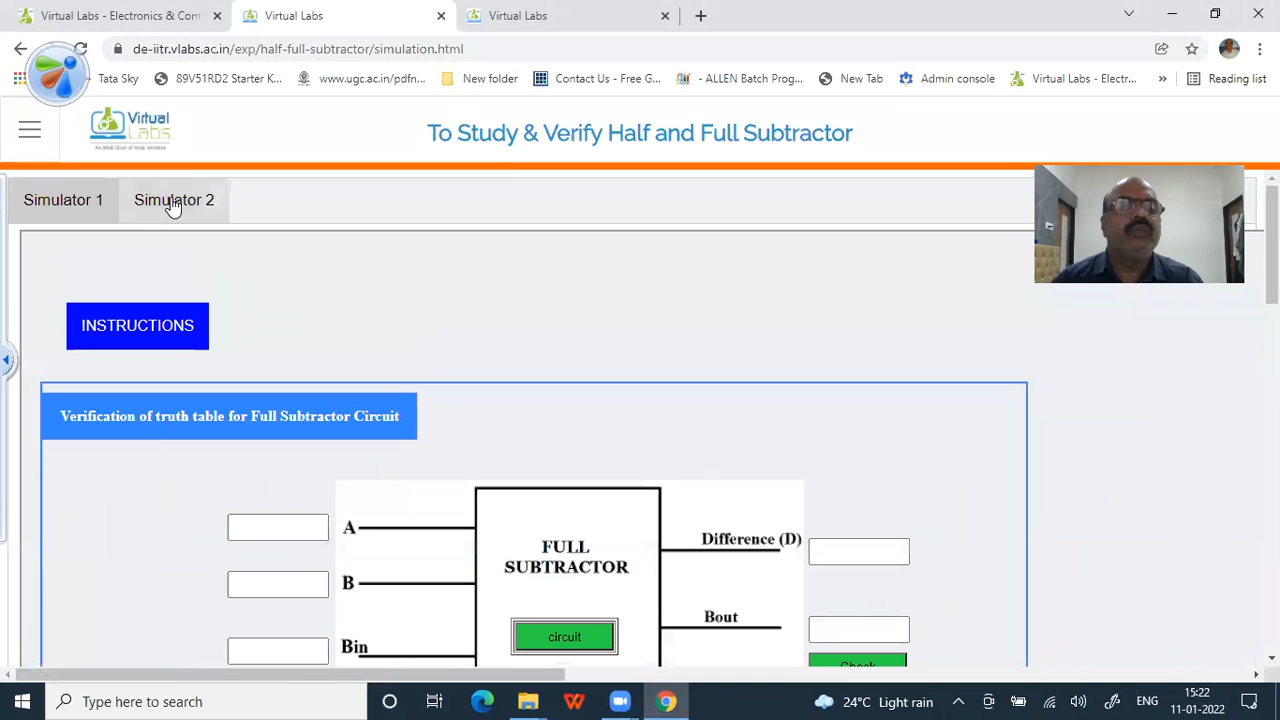 Virtual Labs - Electronics & Com
Virtual Labs
Virtual Labs
de-iitr.vlabs.ac.in/exp/half-full-subtractor/simulation.html
Tata Sky
89V51RD2 Starter K...
www.ugc.ac.in/pdfn...
New folder
Contact Us - Free G...
- ALLEN Batch Prog...
New Tab
Admin console
Virtual Labs - Electr...
»
Reading list
Virtual
Labs
To Study & Verify Half and Full Subtractor
Simulator 1
Simulator 2
INSTRUCTIONS
Verification of truth table for Full Subtractor Circuit
A
B
Bin
FULL
SUBTRACTOR
circuit
Difference (D)
Bout
Check
Type here to search
24°C Light rain
ENG
15:22
11-01-2022